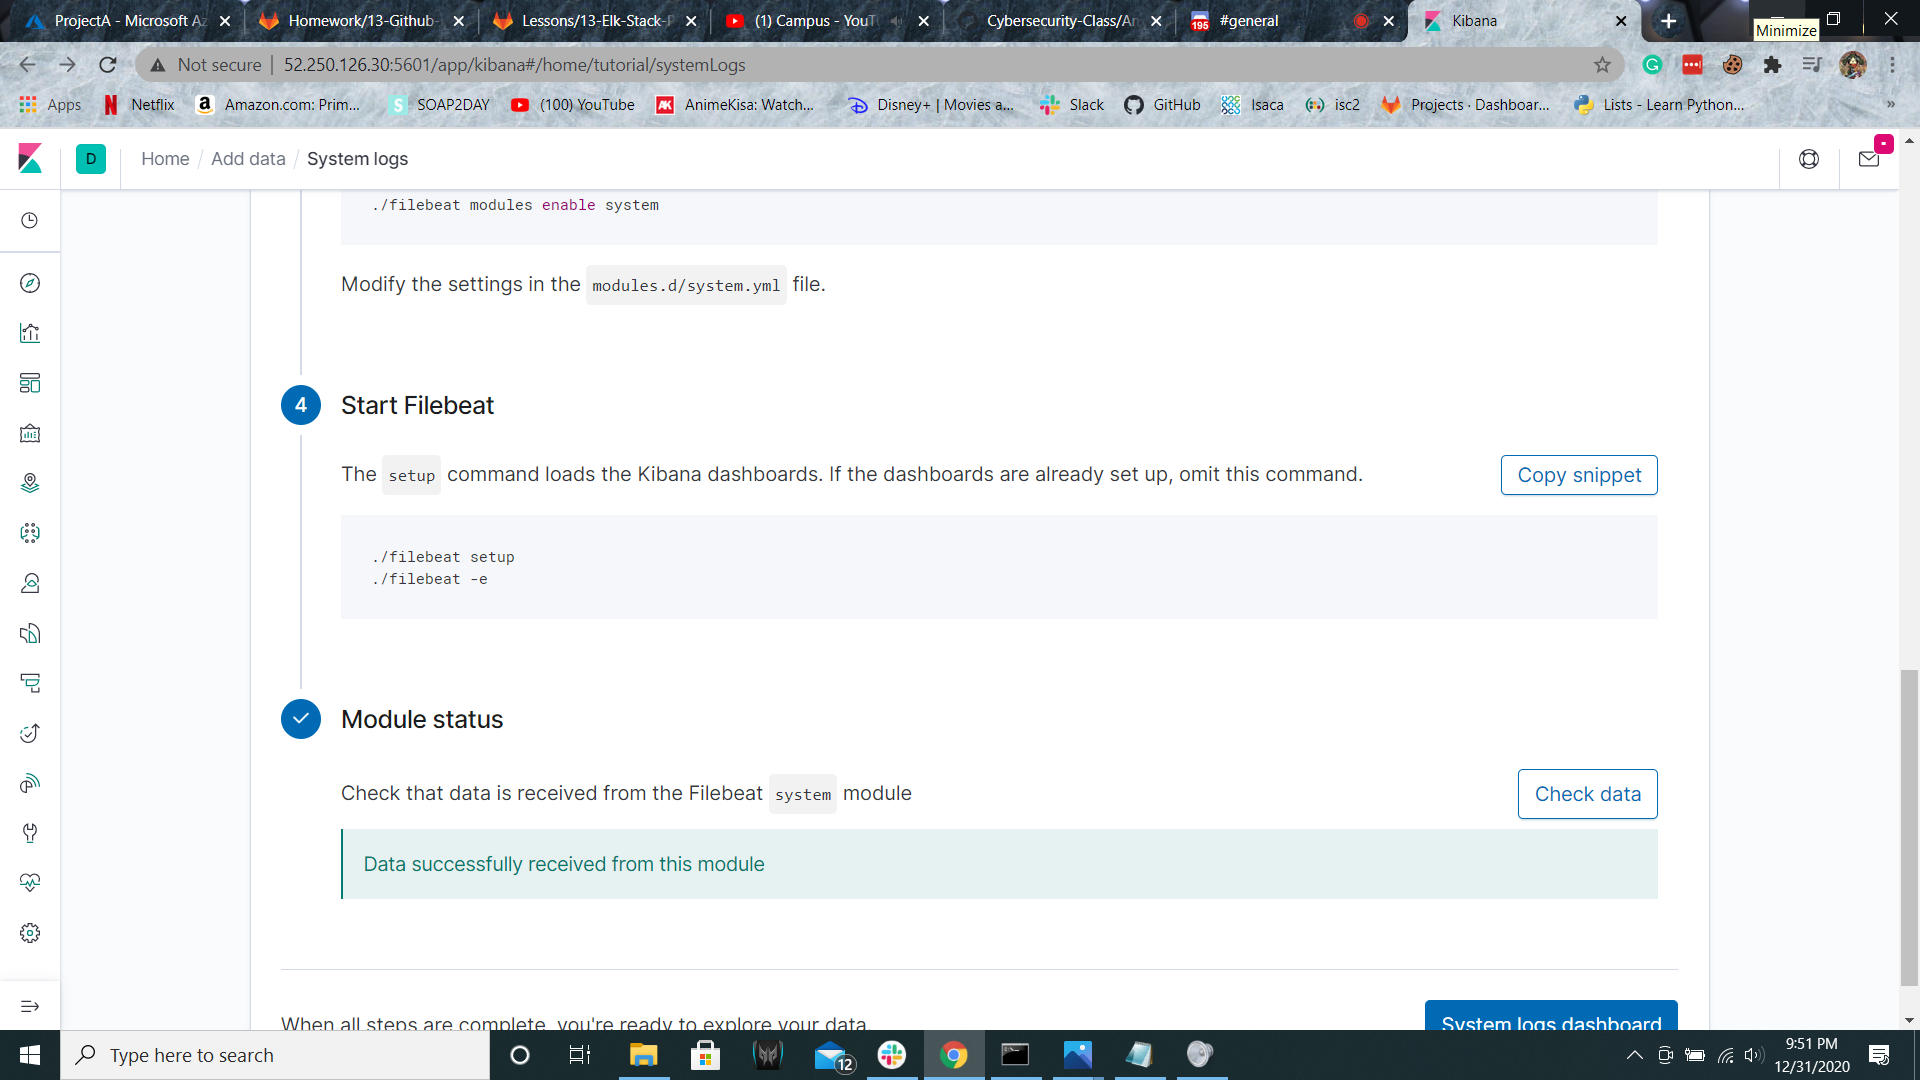 ProjectA - Microsoft Az
Homework/13-Github-
Lessons/13-Elk-Stack-P
(1) Campus - YouTu
Cybersecurity-Class/An
195
#general
Kibana
Minimize
Not secure
52.250.126.30:5601/app/kibana#/home/tutorial/systemLogs
Apps
Netflix
Amazon.com: Prim...
SOAP2DAY
(100) YouTube
AnimeKisa: Watch...
Disney+ | Movies a...
Slack
GitHub
Isaca
isc2
Projects · Dashboar...
Lists - Learn Python...
»
D
Home / Add data / System logs
./filebeat modules enable system
Modify the settings in the modules.d/system.yml file.
4
Start Filebeat
The setup command loads the Kibana dashboards. If the dashboards are already set up, omit this command.
Copy snippet
./filebeat setup
./filebeat -e
Module status
Check that data is received from the Filebeat system module
Check data
Data successfully received from this module
When all steps are complete, you're ready to explore your data.
System logs dashboard
Type here to search
12
9:51 PM
12/31/2020